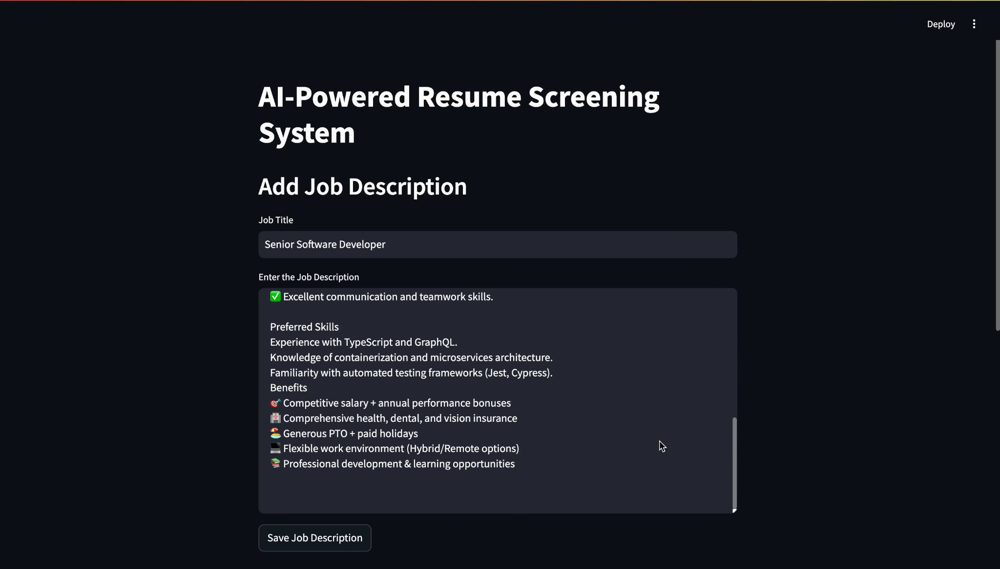 Deploy
AI-Powered Resume Screening
System
Add Job Description
Job Title
Senior Software Developer
Enter the Job Description
✅ Excellent communication and teamwork skills.
Preferred Skills
Experience with TypeScript and GraphQL.
Knowledge of containerization and microservices architecture.
Familiarity with automated testing frameworks (Jest, Cypress).
Benefits
🎯 Competitive salary + annual performance bonuses
🏥 Comprehensive health, dental, and vision insurance
🏖 Generous PTO + paid holidays
💻 Flexible work environment (Hybrid/Remote options)
📚 Professional development & learning opportunities
Save Job Description